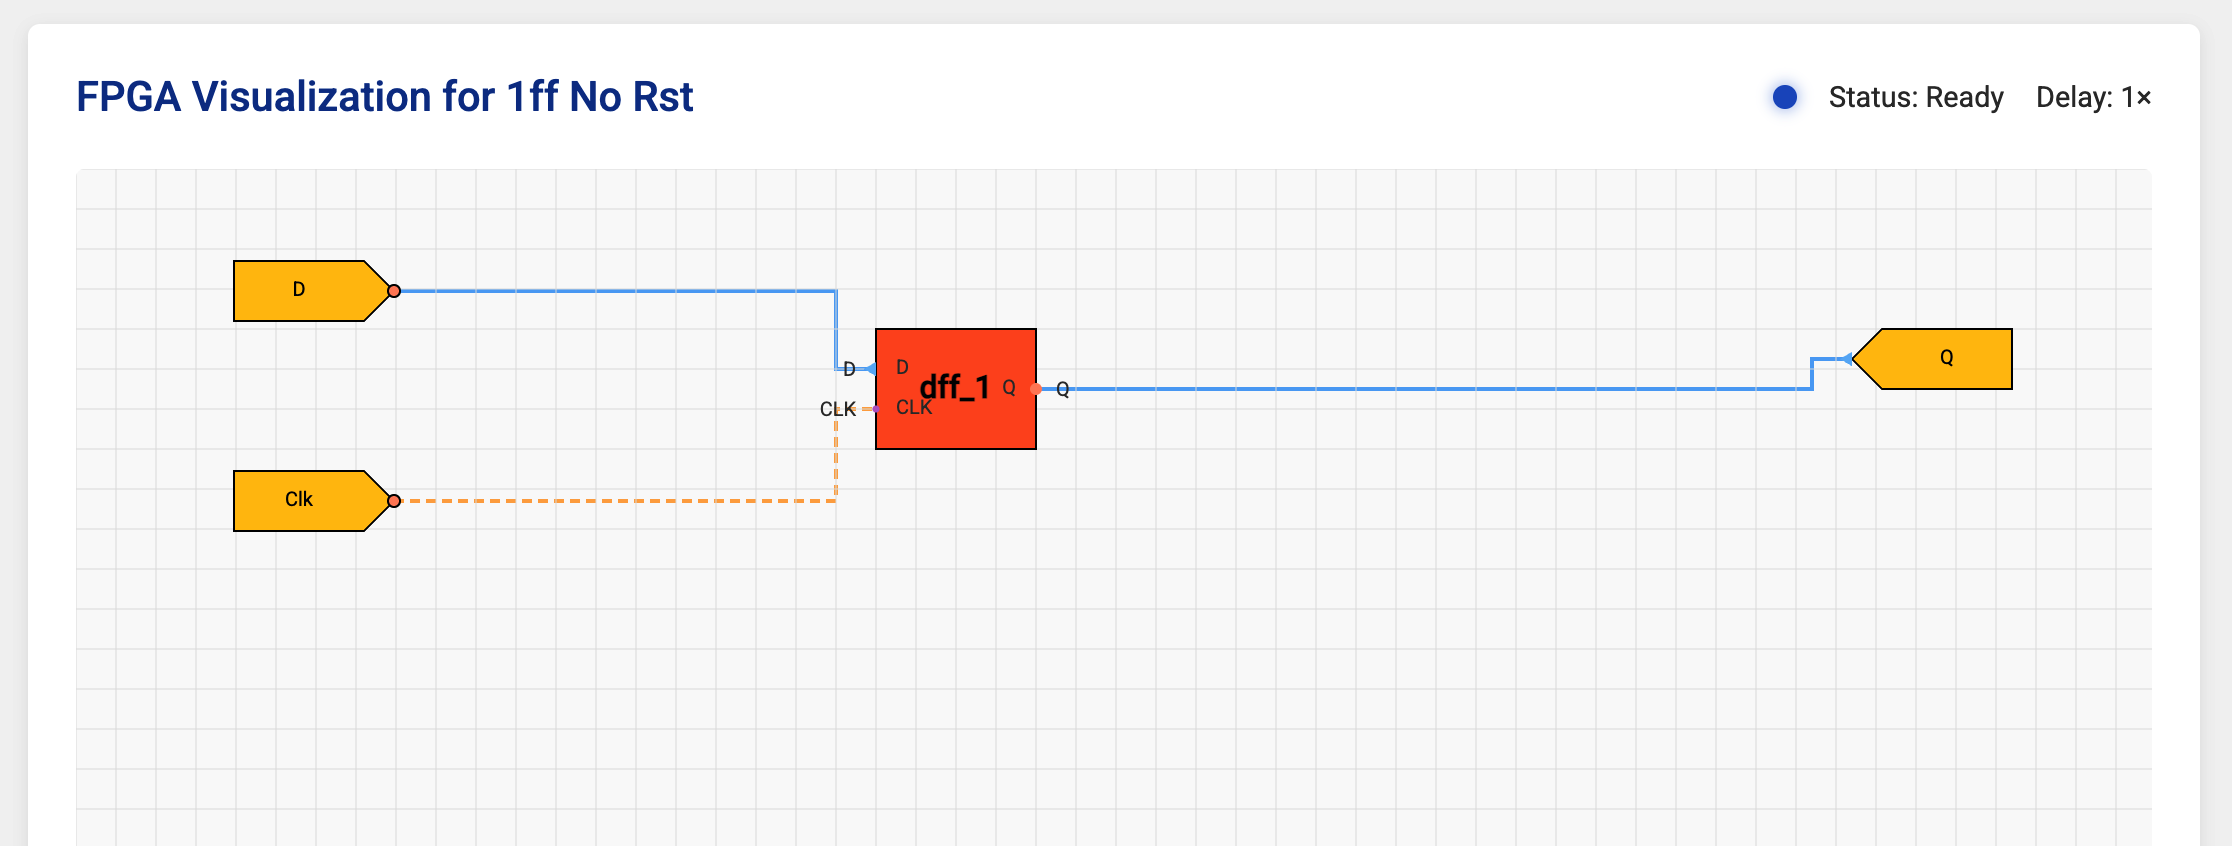 FPGA Visualization for 1ff No Rst
Status: Ready
Delay: 1×
D
D
D
dff_1
Q
Q
Q
CLK
CLK
Clk